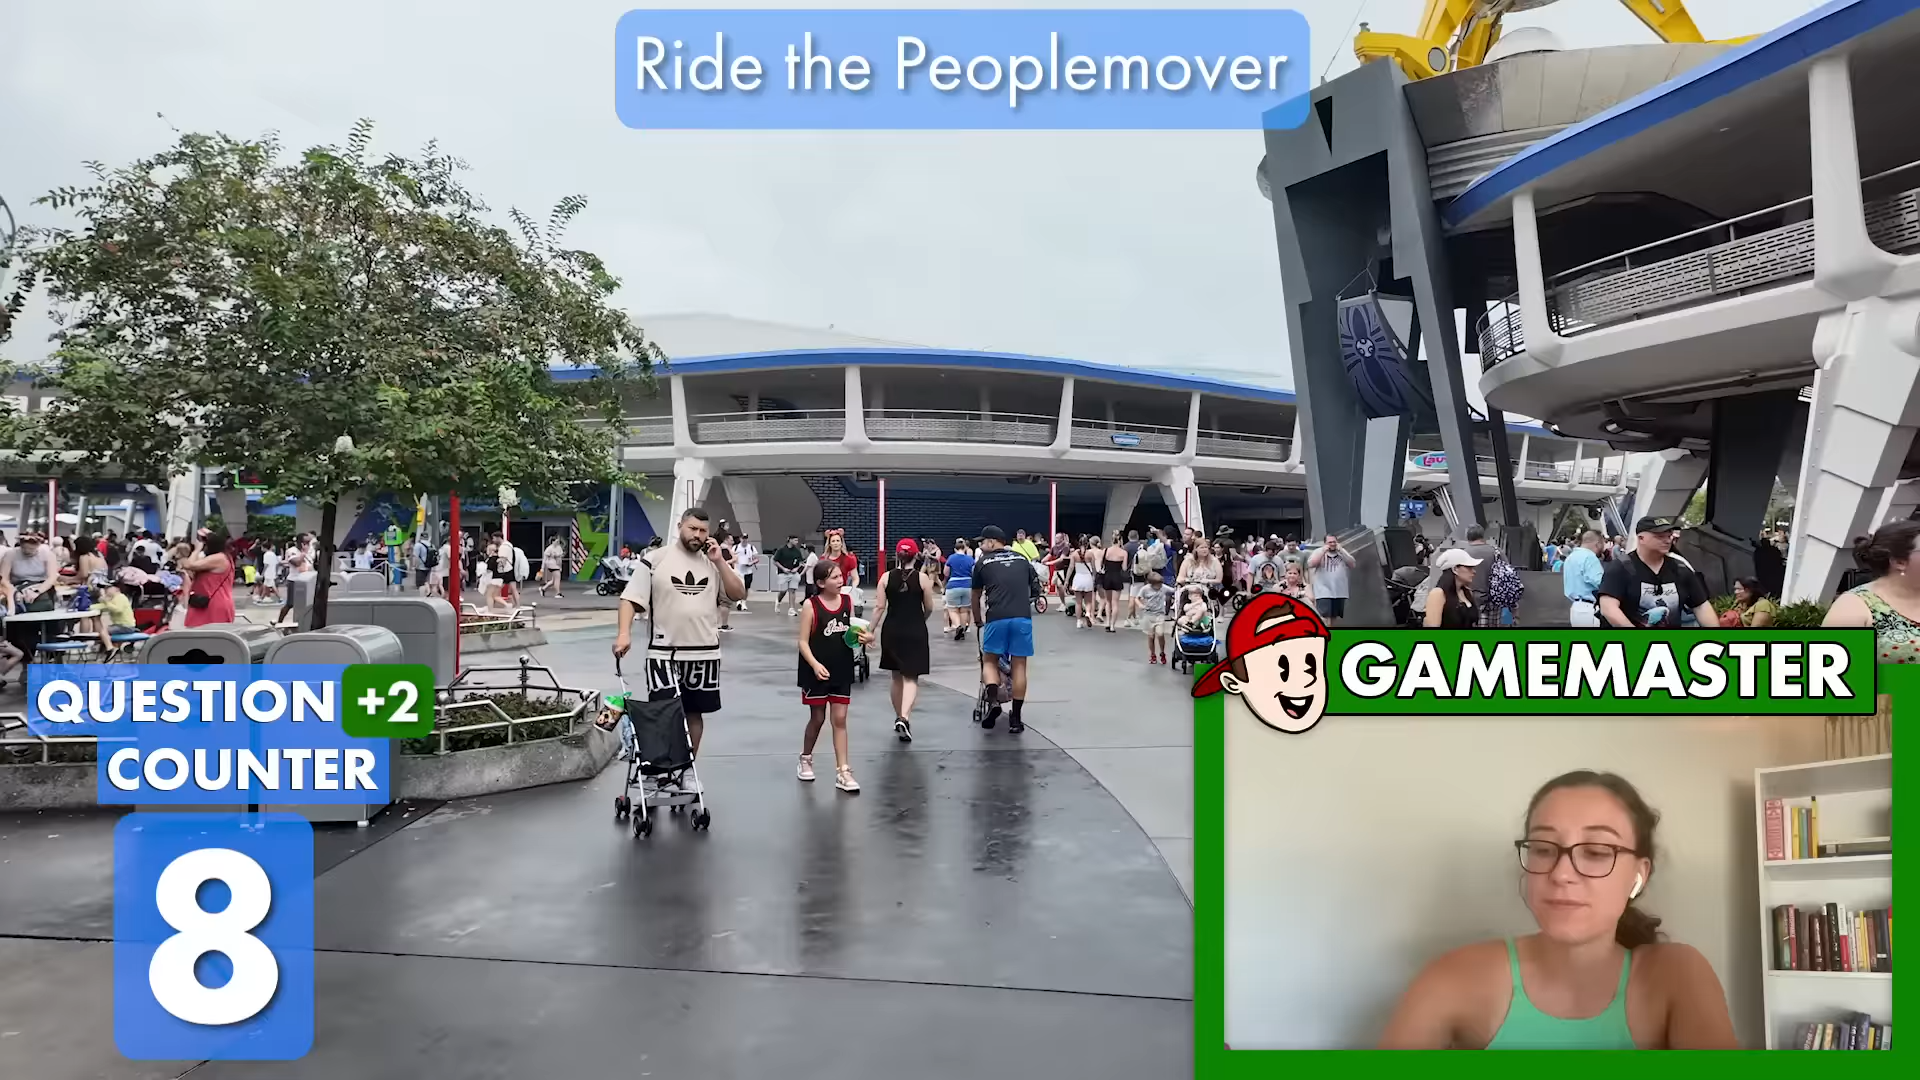 Ride the Peoplemover
QUESTION +2
COUNTER
8
GAMEMASTER